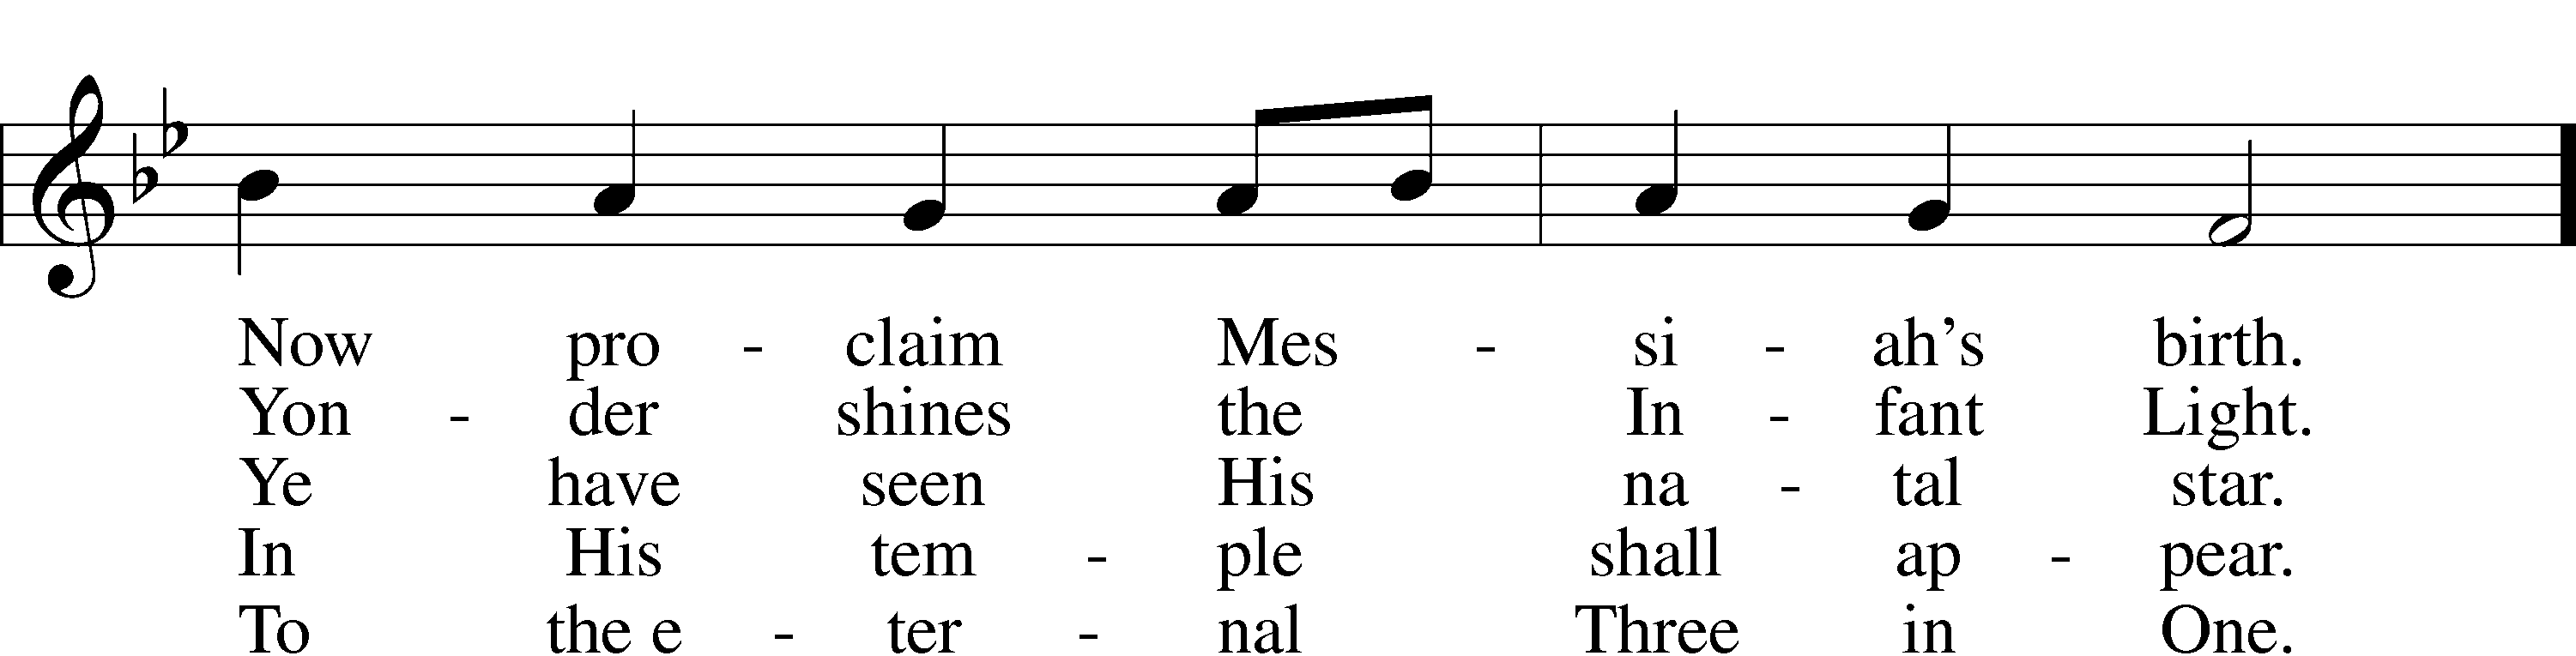 Now pro - claim Mes - si - ah's birth.
Yon - der shines the In - fant Light.
Ye have seen His na - tal star.
In His tem - ple shall ap - pear.
To the e - ter - nal Three in One.